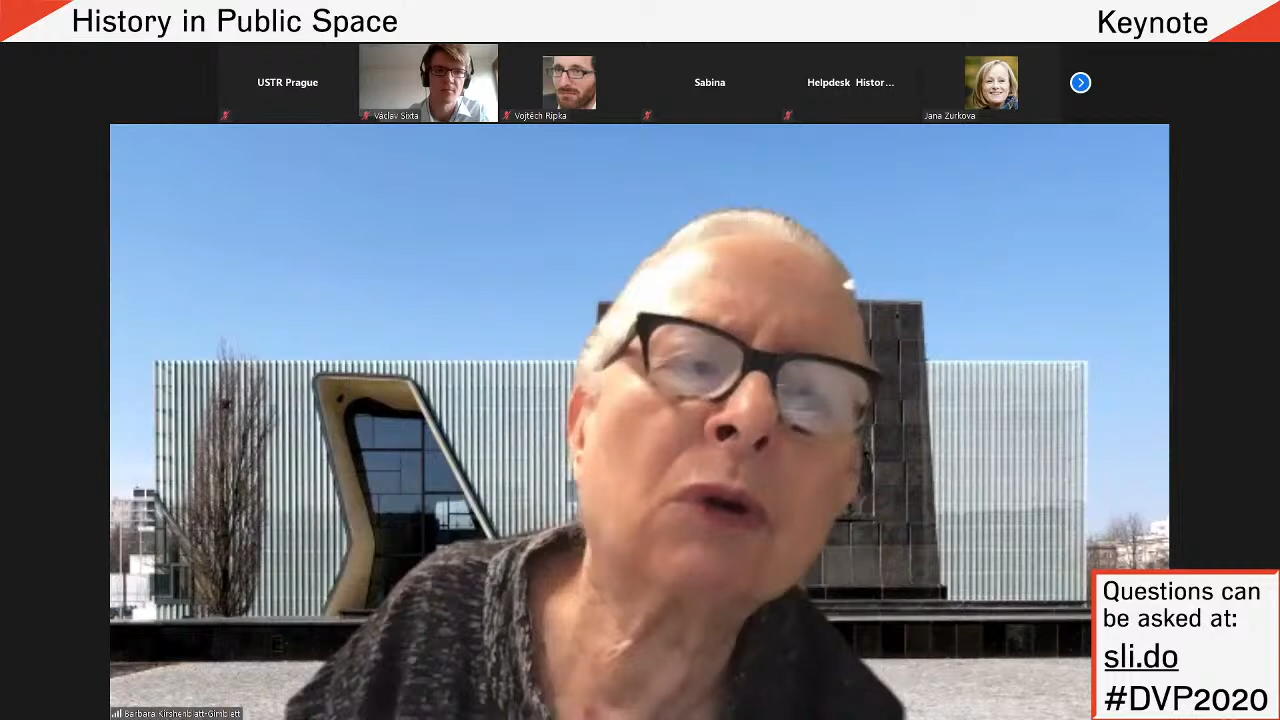 History in Public Space
Keynote
USTR Prague
Václav Sixta
Vojtěch Ripka
Sabina
Helpdesk Histor...
Jana Zurkova
Barbara Kirshenblatt-Gimblett
Questions can
be asked at:
sli.do
#DVP2020